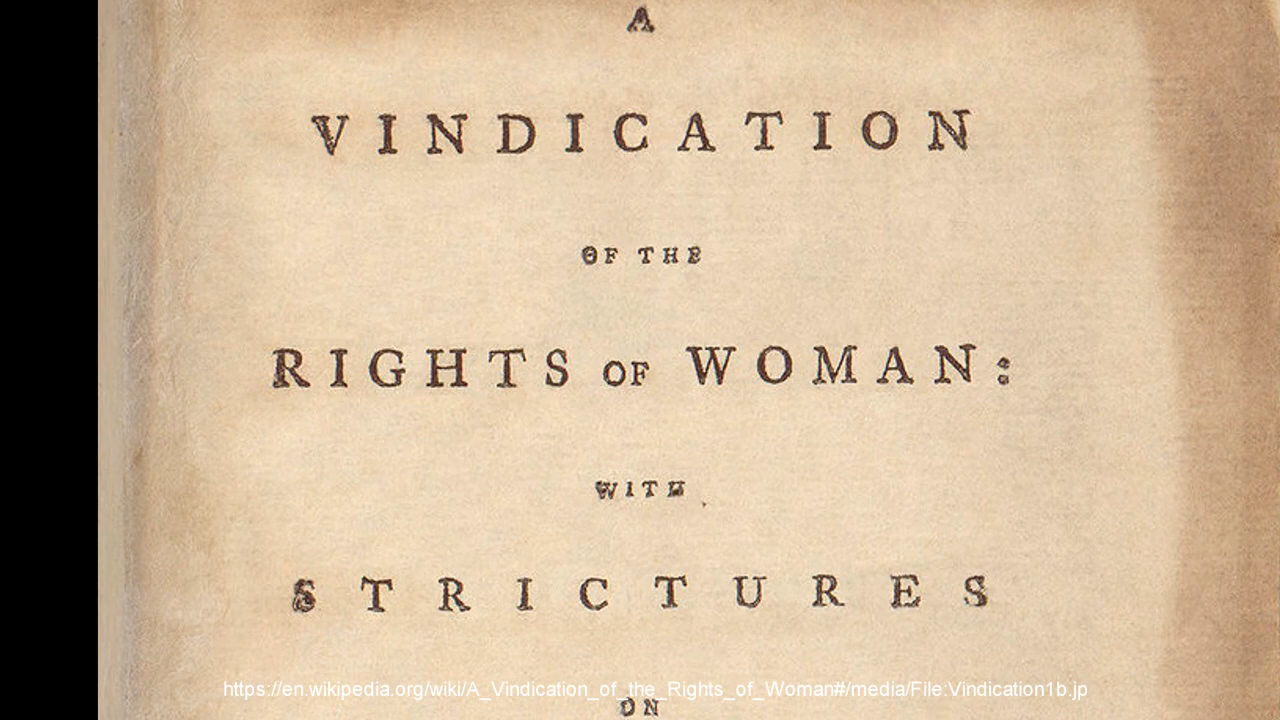 A
VINDICATION
OF THE
RIGHTS OF WOMAN:
WITH
STRICTURES
https://en.wikipedia.org/wiki/A_Vindication_of_the_Rights_of_Woman#/media/File:Vindication1b.jp
ON